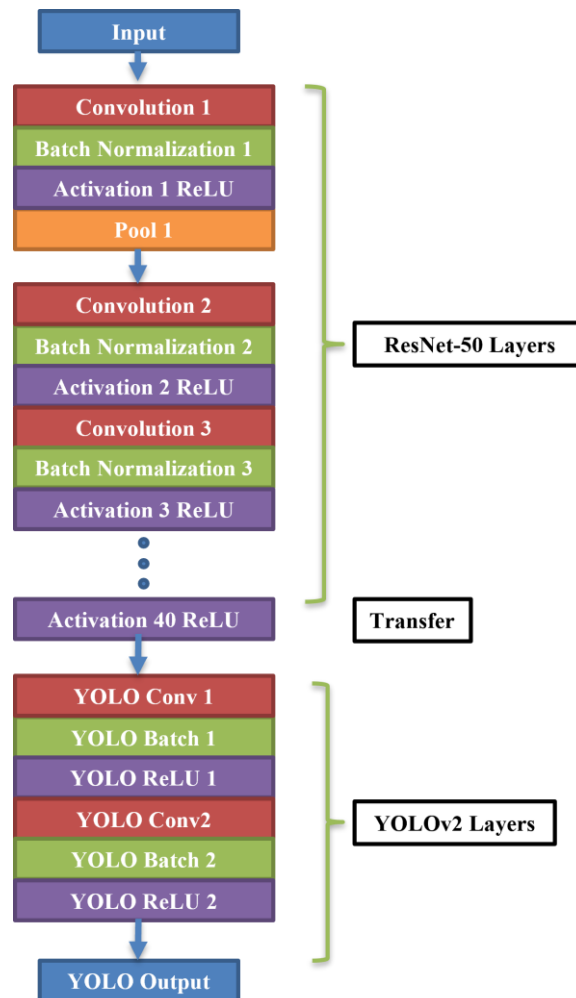 Input
Convolution 1
Batch Normalization 1
Activation 1 ReLU
Pool 1
Convolution 2
Batch Normalization 2
Activation 2 ReLU
Convolution 3
Batch Normalization 3
Activation 3 ReLU
ResNet-50 Layers
Activation 40 ReLU
Transfer
YOLO Conv 1
YOLO Batch 1
YOLO ReLU 1
YOLO Conv2
YOLO Batch 2
YOLO ReLU 2
YOLOv2 Layers
YOLO Output